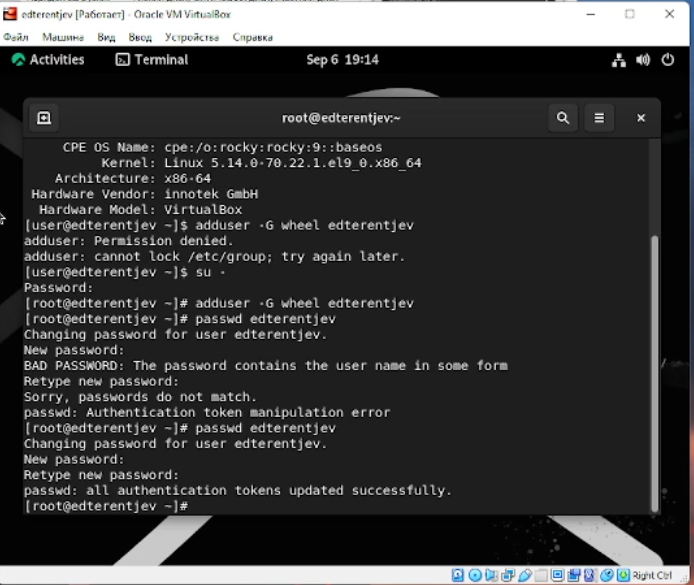 edterentjev [Работает] - Oracle VM VirtualBox
Файл Машина Вид Ввод Устройства Справка
Activities Terminal Sep 6 19:14
root@edterentjev:~
CPE OS Name: cpe:/o:rocky:rocky:9::baseos
Kernel: Linux 5.14.0-70.22.1.el9_0.x86_64
Architecture: x86-64
Hardware Vendor: innotek GmbH
Hardware Model: VirtualBox
[user@edterentjev ~]$ adduser -G wheel edterentjev
adduser: Permission denied.
adduser: cannot lock /etc/group; try again later.
[user@edterentjev ~]$ su -
Password:
[root@edterentjev ~]# adduser -G wheel edterentjev
[root@edterentjev ~]# passwd edterentjev
Changing password for user edterentjev.
New password:
BAD PASSWORD: The password contains the user name in some form
Retype new password:
Sorry, passwords do not match.
passwd: Authentication token manipulation error
[root@edterentjev ~]# passwd edterentjev
Changing password for user edterentjev.
New password:
Retype new password:
passwd: all authentication tokens updated successfully.
[root@edterentjev ~]#
Right Ctrl